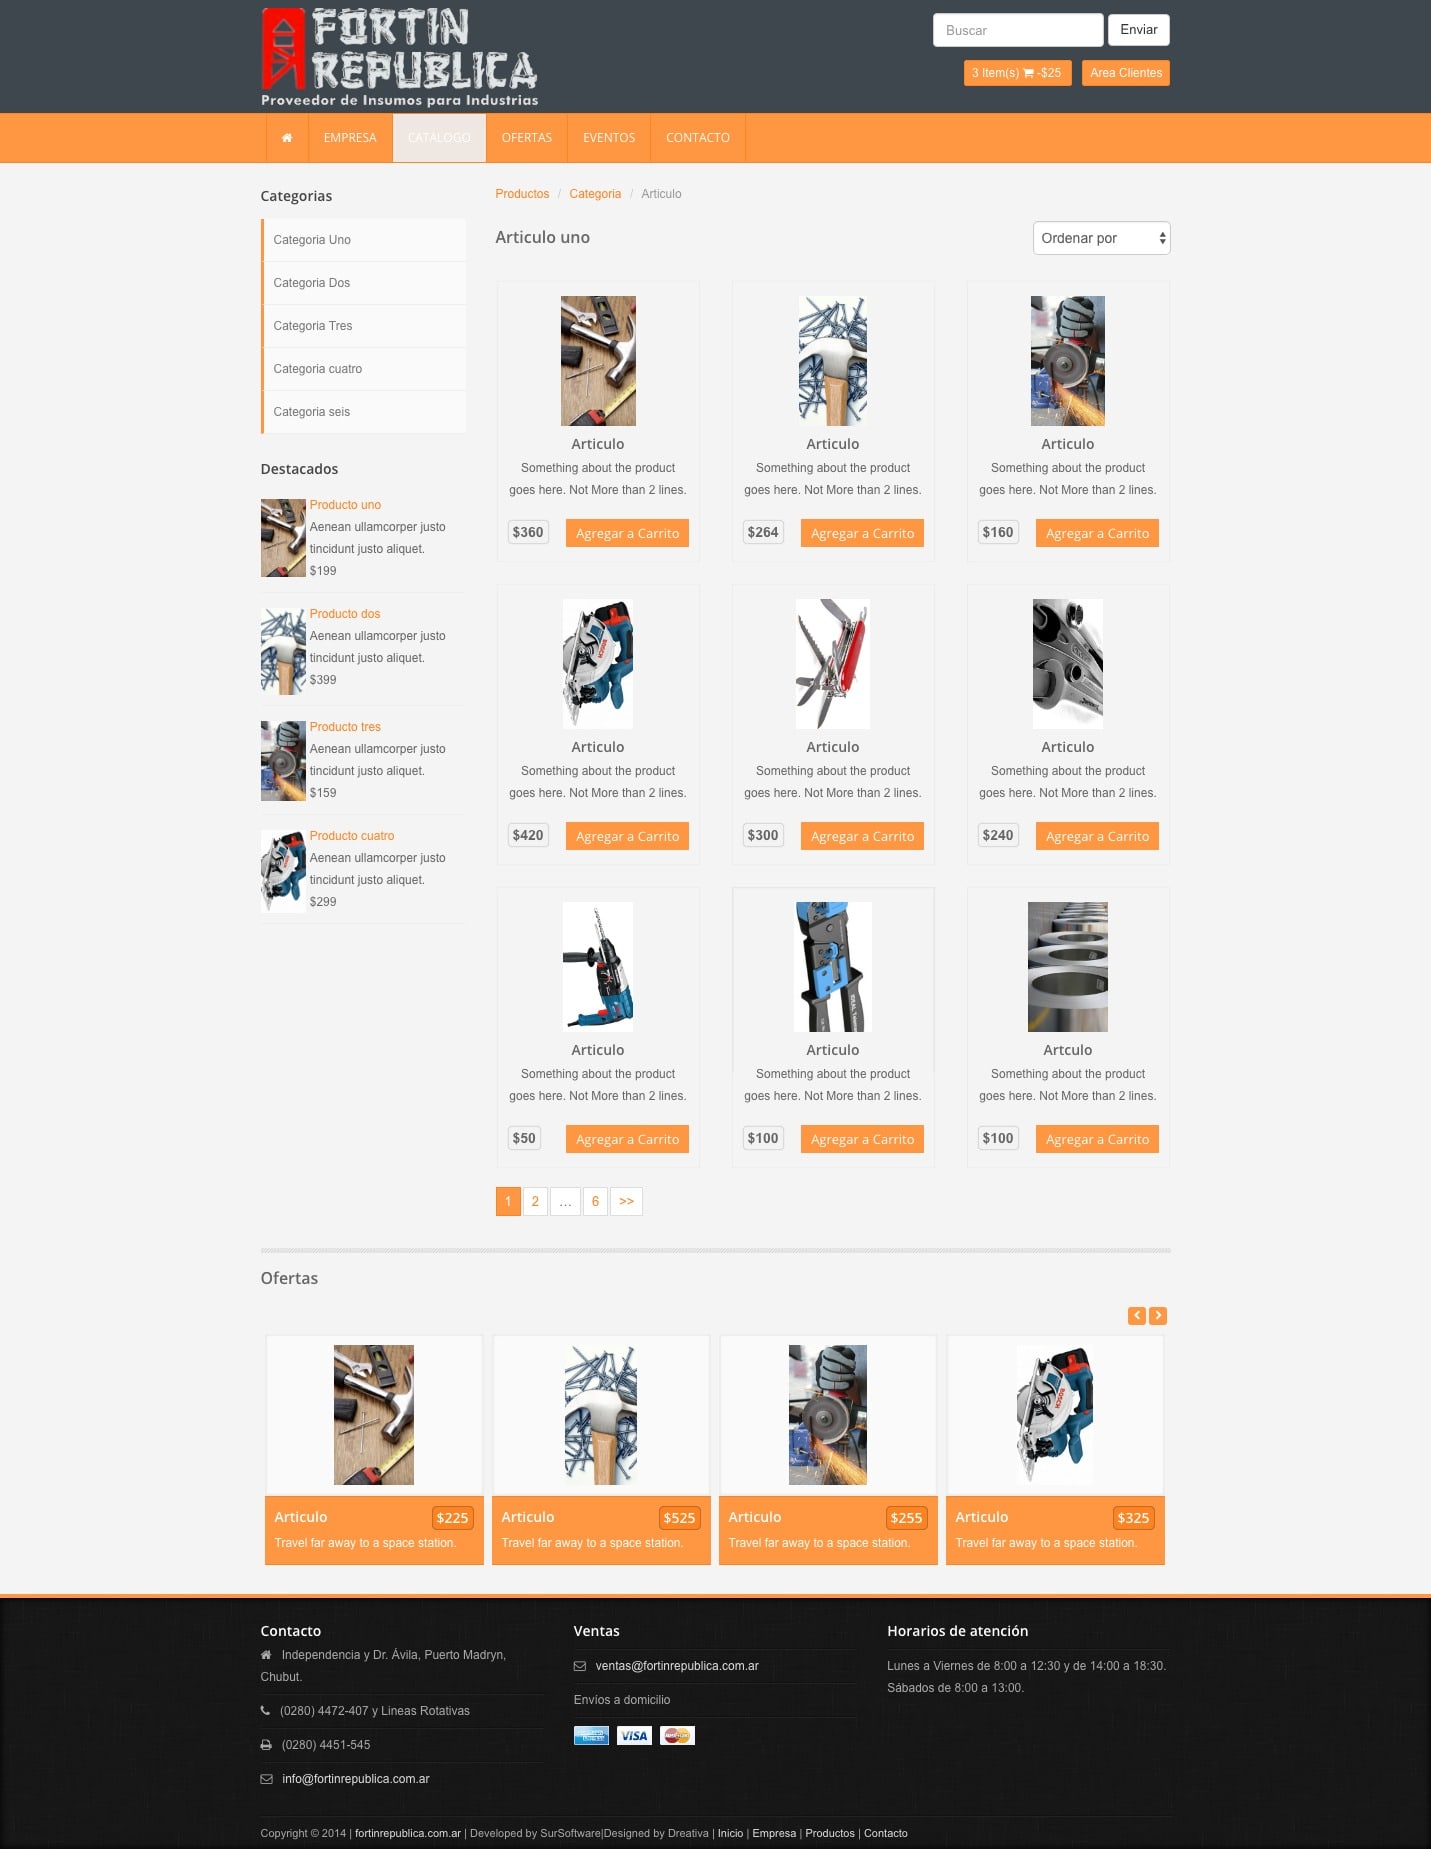 FORTIN
REPUBLICA
Proveedor de Insumos para Industrias
Buscar
Enviar
3 Item(s) -$25
Area Clientes
EMPRESA
CATALOGO
OFERTAS
EVENTOS
CONTACTO
Categorias
Categoria Uno
Categoria Dos
Categoria Tres
Categoria cuatro
Categoria seis
Destacados
Producto uno
Aenean ullamcorper justo
tincidunt justo aliquet.
$199
Producto dos
Aenean ullamcorper justo
tincidunt justo aliquet.
$399
Producto tres
Aenean ullamcorper justo
tincidunt justo aliquet.
$159
Producto cuatro
Aenean ullamcorper justo
tincidunt justo aliquet.
$299
Productos / Categoria / Articulo
Articulo uno
Ordenar por
Articulo
Something about the product
goes here. Not More than 2 lines.
$360
Agregar a Carrito
Articulo
Something about the product
goes here. Not More than 2 lines.
$264
Agregar a Carrito
Articulo
Something about the product
goes here. Not More than 2 lines.
$160
Agregar a Carrito
BOSCH
Articulo
Something about the product
goes here. Not More than 2 lines.
$420
Agregar a Carrito
Articulo
Something about the product
goes here. Not More than 2 lines.
$300
Agregar a Carrito
Articulo
Something about the product
goes here. Not More than 2 lines.
$240
Agregar a Carrito
Articulo
Something about the product
goes here. Not More than 2 lines.
$50
Agregar a Carrito
Articulo
Something about the product
goes here. Not More than 2 lines.
$100
Agregar a Carrito
Artculo
Something about the product
goes here. Not More than 2 lines.
$100
Agregar a Carrito
1 2 … 6 >>
Ofertas
Articulo
$225
Travel far away to a space station.
Articulo
$525
Travel far away to a space station.
Articulo
$255
Travel far away to a space station.
BOSCH
Articulo
$325
Travel far away to a space station.
Contacto
Independencia y Dr. Ávila, Puerto Madryn,
Chubut.
(0280) 4472-407 y Lineas Rotativas
(0280) 4451-545
info@fortinrepublica.com.ar
Ventas
ventas@fortinrepublica.com.ar
Envíos a domicilio
VISA
Horarios de atención
Lunes a Viernes de 8:00 a 12:30 y de 14:00 a 18:30.
Sábados de 8:00 a 13:00.
Copyright © 2014 | fortinrepublica.com.ar | Developed by SurSoftware|Designed by Dreativa | Inicio | Empresa | Productos | Contacto